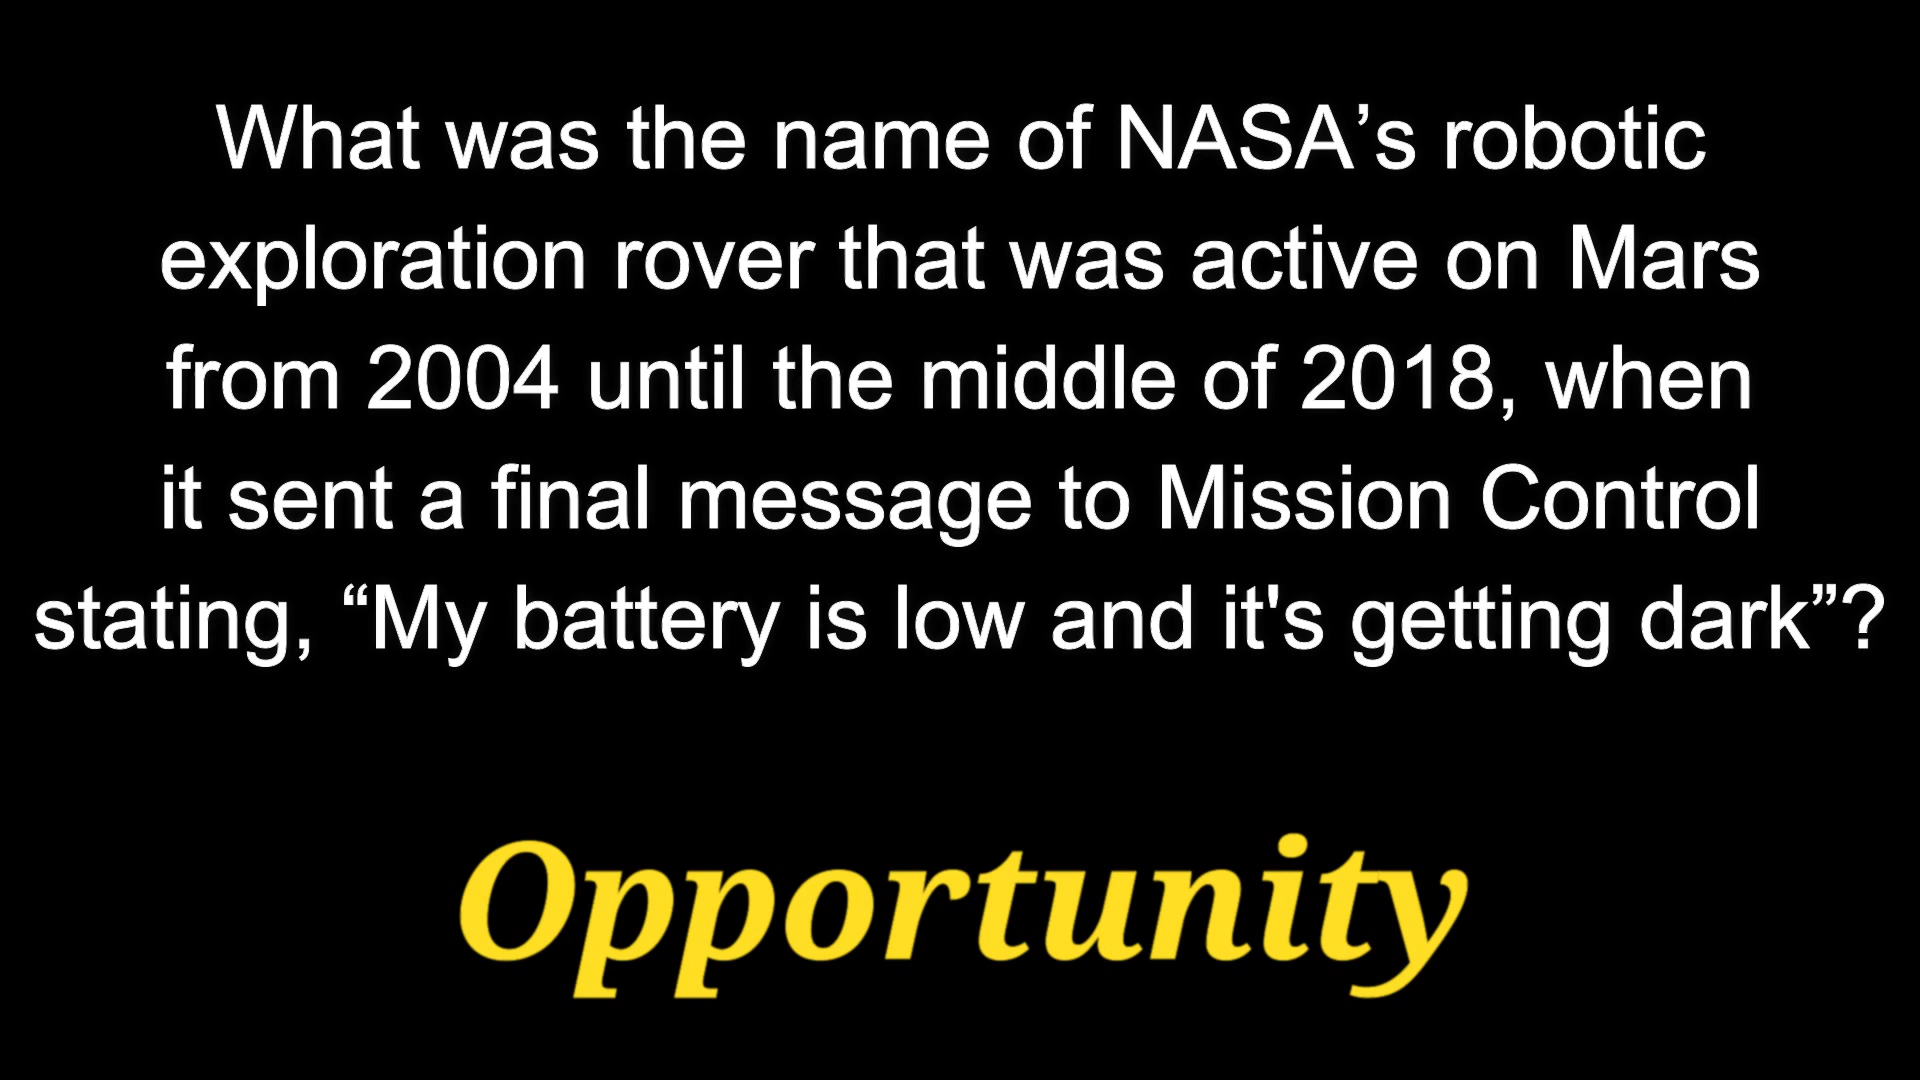 What was the name of NASA’s robotic
exploration rover that was active on Mars
from 2004 until the middle of 2018, when
it sent a final message to Mission Control
stating, “My battery is low and it's getting dark”?
Opportunity